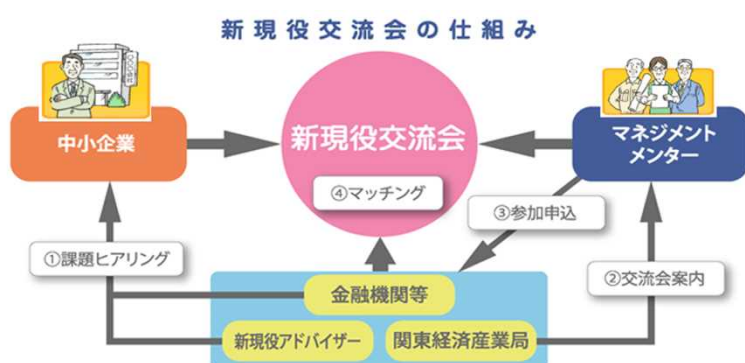 新現役交流会の仕組み
中小企業
新現役交流会
マネジメント
メンター
④マッチング
③参加申込
①課題ヒアリング
②交流会案内
金融機関等
新現役アドバイザー
関東経済産業局